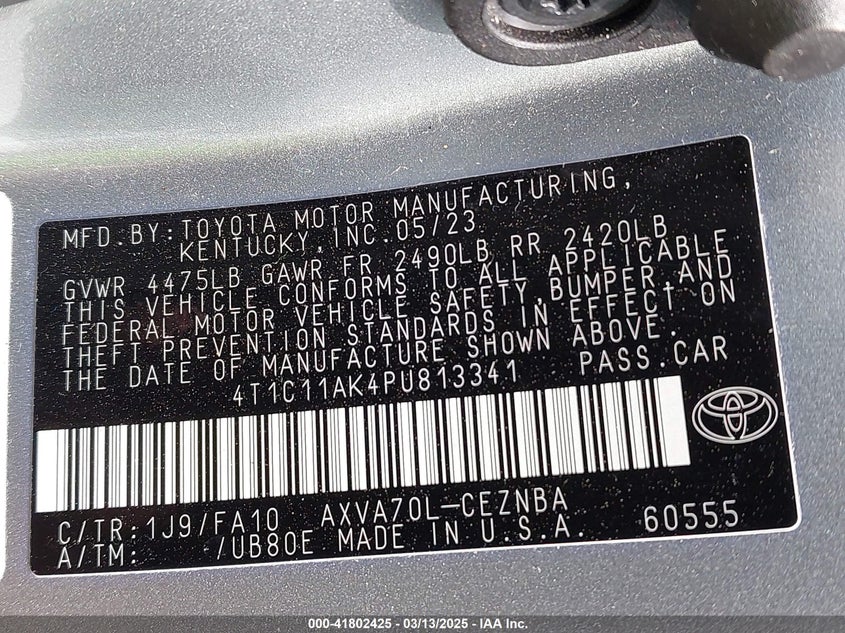 MFD.BY:TOYOTA MOTOR MANUFACTURING,
KENTUCKY,INC.05/23
GVWR 4475LB GAWR FR 2490LB RR 2420LB
THIS VEHICLE CONFORMS TO ALL APPLICABLE
FEDERAL MOTOR VEHICLE SAFETY,BUMPER,AND
THEFT PREVENTION STANDARDS IN EFFECT ON
THE DATE OF MANUFACTURE SHOWN ABOVE.
4T1C11AK4PU813341 PASS.CAR
C/TR:1J9/FA10 AXVA70L-CEZNBA
A/TM: /UB80E MADE IN U.S.A. 60555
000-41802425 - 03/13/2025 - IAA Inc.